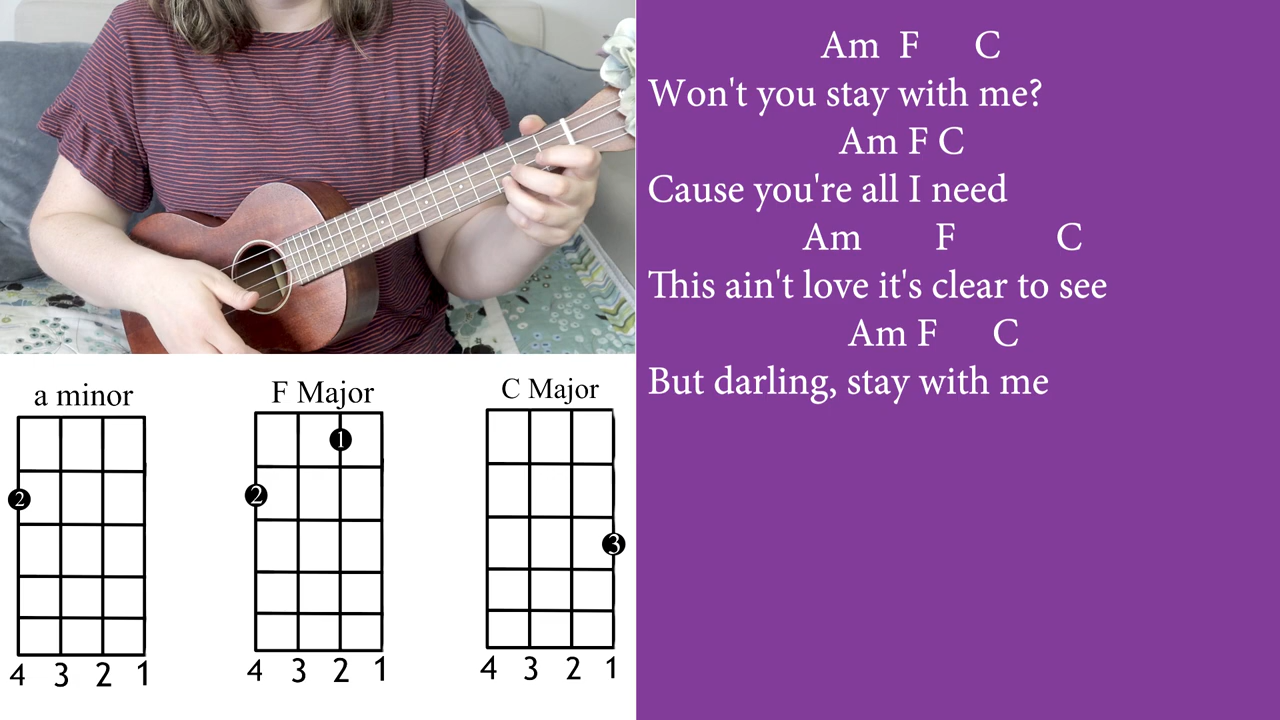 Am F C
Won't you stay with me?
Am F C
Cause you're all I need
Am F C
This ain't love it's clear to see
Am F C
But darling, stay with me
a minor
2
4 3 2 1
F Major
1
2
4 3 2 1
C Major
3
4 3 2 1